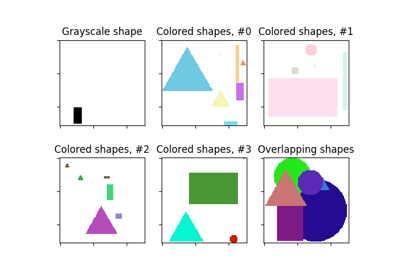 Grayscale shape
Colored shapes, #0
Colored shapes, #1
Colored shapes, #2
Colored shapes, #3
Overlapping shapes